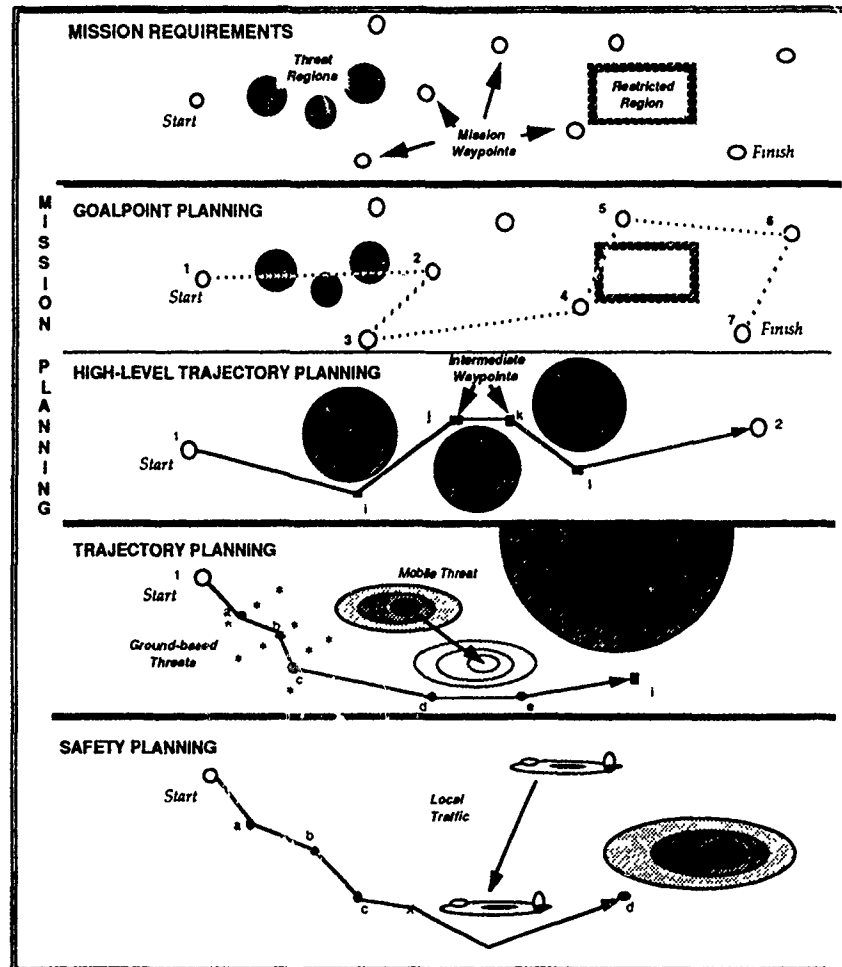 MISSION REQUIREMENTS
Threat
Regions
Start
Restricted
Region
Mission
Waypoints
Finish
MISSION PLANNING
GOALPOINT PLANNING
1
Start
2
3
4
5
6
7
Finish
HIGH-LEVEL TRAJECTORY PLANNING
Intermediate
Waypoints
1
Start
i
j
k
l
2
TRAJECTORY PLANNING
1
Start
Mobile Threat
a
b
Ground-based
Threats
c
d
e
i
SAFETY PLANNING
Start
Local
Traffic
a
b
c
x
d